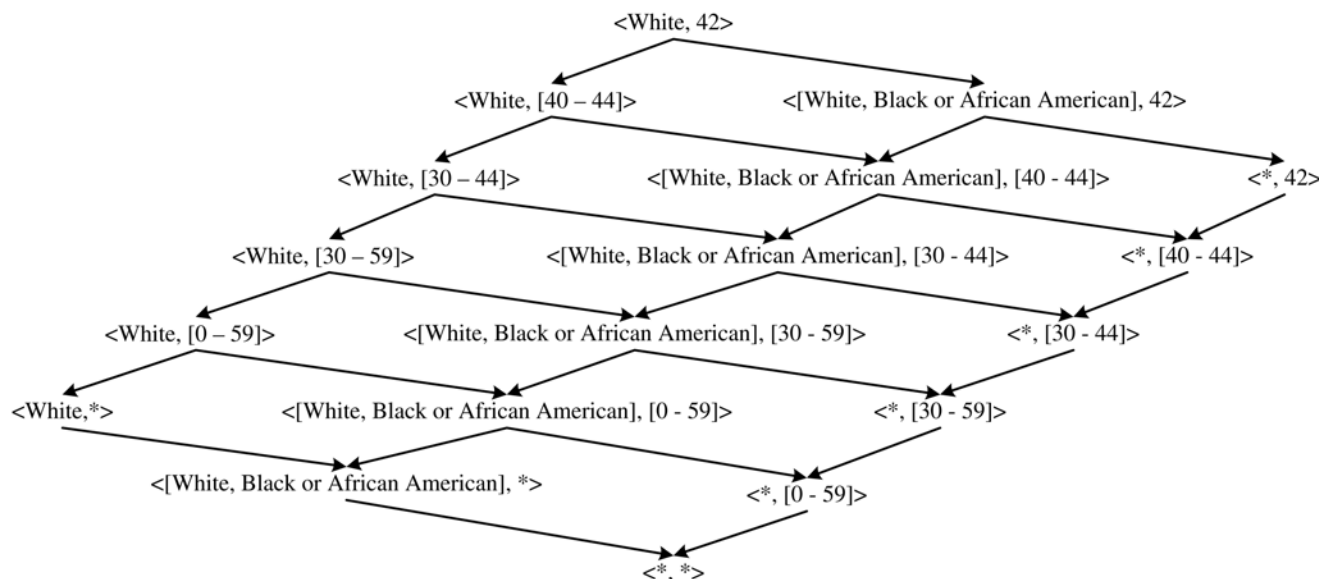 <White, 42>
<White, [40 – 44]>
<[White, Black or African American], 42>
<White, [30 – 44]>
<[White, Black or African American], [40 - 44]>
<*, 42>
<White, [30 – 59]>
<[White, Black or African American], [30 - 44]>
<*, [40 - 44]>
<White, [0 – 59]>
<[White, Black or African American], [30 - 59]>
<*, [30 - 44]>
<White,*>
<[White, Black or African American], [0 - 59]>
<*, [30 - 59]>
<[White, Black or African American], *>
<*, [0 - 59]>
<*, *>